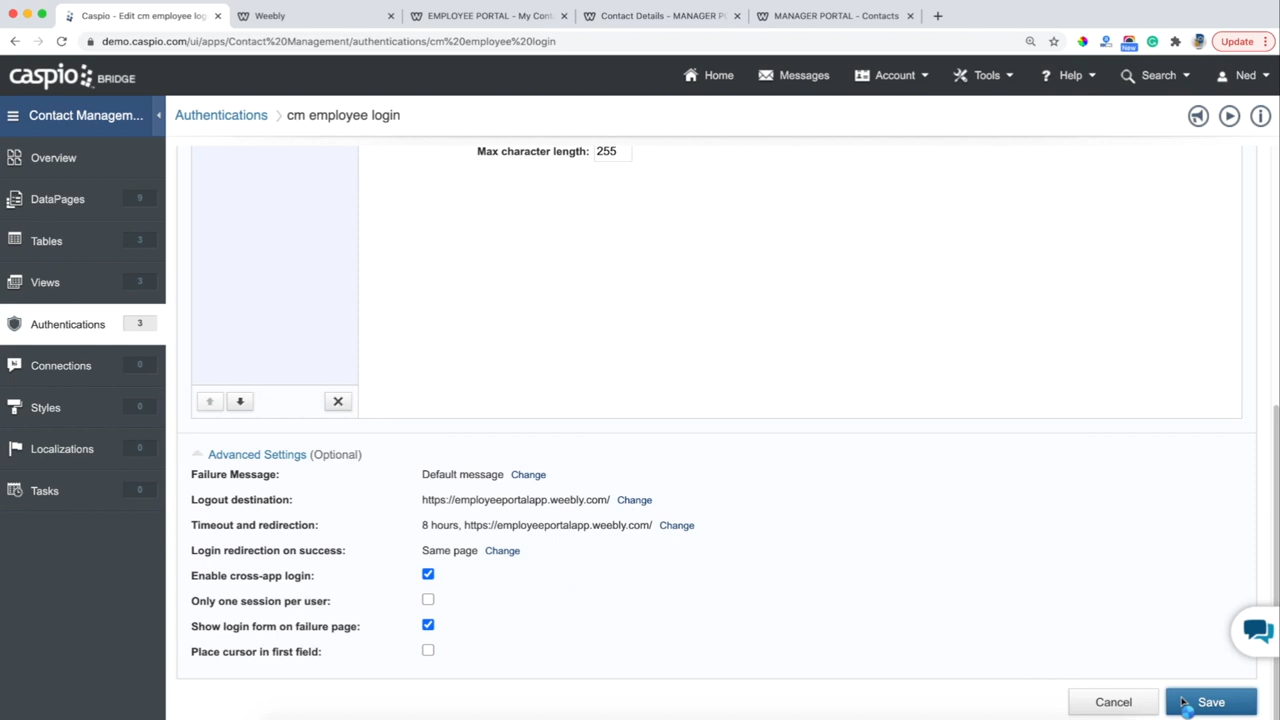 Caspio - Edit cm employee log
Weebly
EMPLOYEE PORTAL - My Cont
Contact Details - MANAGER PO
MANAGER PORTAL - Contacts
demo.caspio.com/ui/apps/Contact%20Management/authentications/cm%20employee%20login
New
Update
caspio BRIDGE
Home
Messages
Account
Tools
? Help
Search
Ned
Contact Managem...
Authentications > cm employee login
Overview
DataPages 0
Tables 3
Views 3
Authentications 3
Connections 0
Styles 0
Localizations 0
Tasks 0
Max character length: 255
Advanced Settings (Optional)
Failure Message: Default message Change
Logout destination: https://employeeportalapp.weebly.com/ Change
Timeout and redirection: 8 hours, https://employeeportalapp.weebly.com/ Change
Login redirection on success: Same page Change
Enable cross-app login:
Only one session per user:
Show login form on failure page:
Place cursor in first field:
Cancel
Save